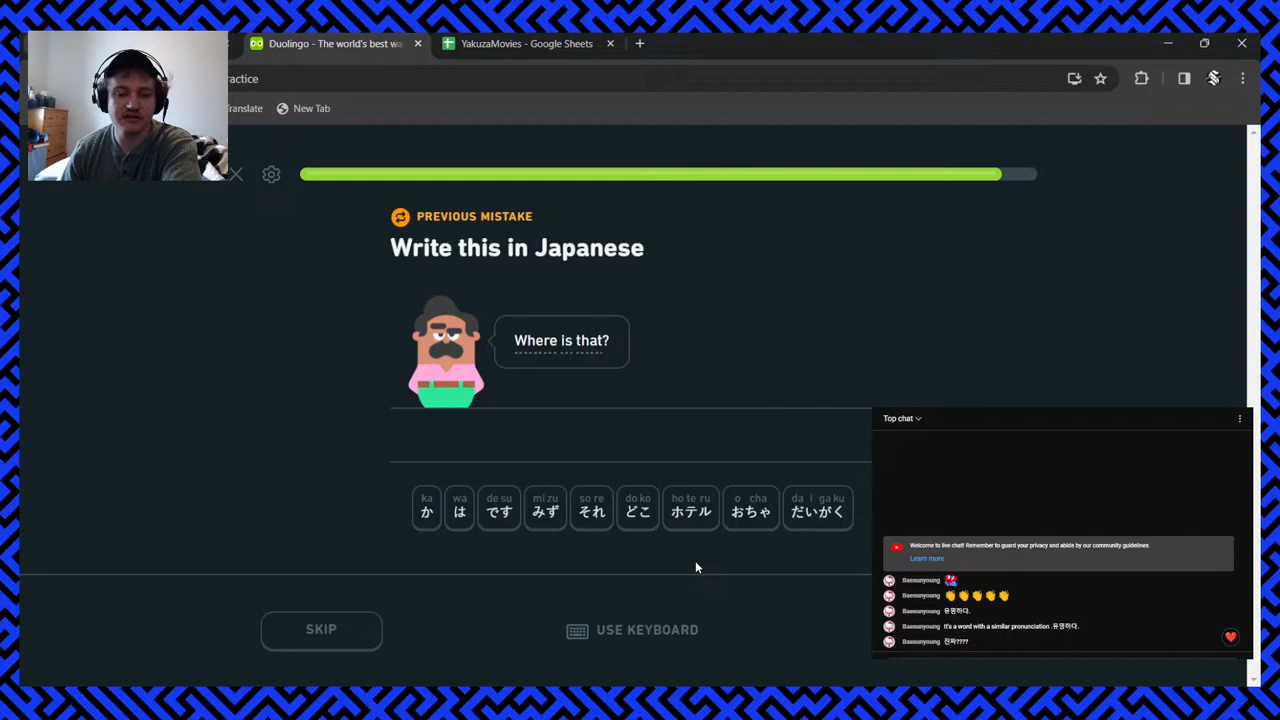 Duolingo - The world's best wa
YakuzaMovies - Google Sheets
ractice
Translate
New Tab
PREVIOUS MISTAKE
Write this in Japanese
Where is that?
ka wa de su mi zu so re do ko ho te ru o cha da i ga ku
か は です みず それ どこ ホテル おちゃ だいがく
SKIP
USE KEYBOARD
Top chat
Welcome to live chat! Remember to guard your privacy and abide by our community guidelines.
Learn more
Baesunyoung
Baesunyoung 👏👏👏👏👏
Baesunyoung 유명하다.
Baesunyoung It's a word with a similar pronunciation .유명하다.
Baesunyoung 진짜????